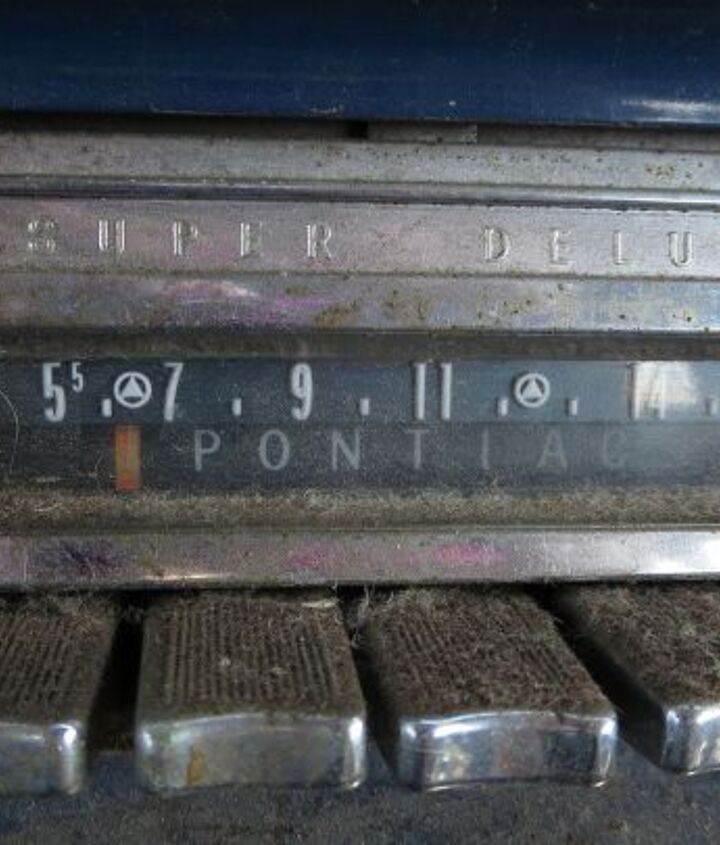 SUPER DELU
5⁵ 7 9 11 14
PONTIAC